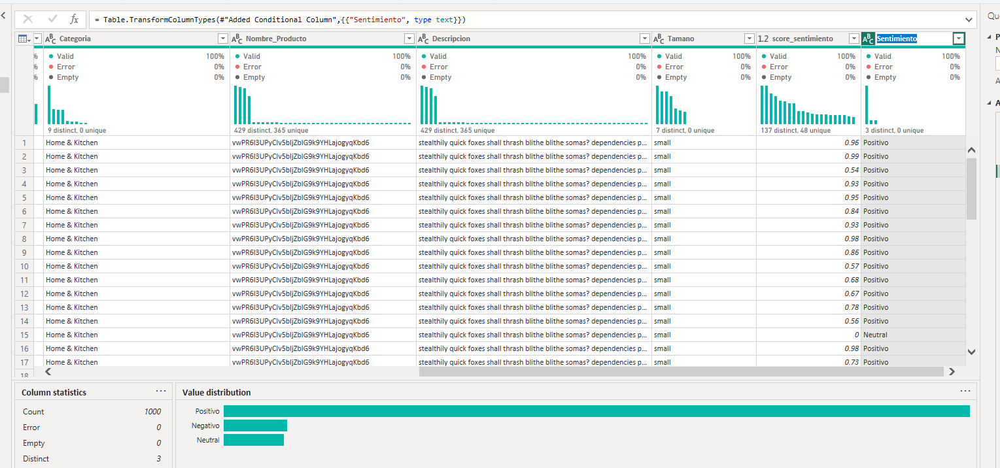 = Table.TransformColumnTypes(#"Added Conditional Column",{{"Sentimiento", type text}})
Qu
Categoria Nombre_Producto Descripcion Tamano 1.2 score_sentimiento Sentimiento
% Valid 100% Valid 100% Valid 100% Valid 100% Valid 100% Valid 100%
% Error 0% Error 0% Error 0% Error 0% Error 0% Error 0%
% Empty 0% Empty 0% Empty 0% Empty 0% Empty 0% Empty 0%
9 distinct, 0 unique 429 distinct, 365 unique 429 distinct, 365 unique 7 distinct, 0 unique 137 distinct, 48 unique 3 distinct, 0 unique
1 Home & Kitchen vwPR6I3UPyCIv5bIjZbIG9k9YHLajogyqKbd6 stealthily quick foxes shall thrash blithe blithe somas? dependencies p... small 0.96 Positivo
2 Home & Kitchen vwPR6I3UPyCIv5bIjZbIG9k9YHLajogyqKbd6 stealthily quick foxes shall thrash blithe blithe somas? dependencies p... small 0.99 Positivo
3 Home & Kitchen vwPR6I3UPyCIv5bIjZbIG9k9YHLajogyqKbd6 stealthily quick foxes shall thrash blithe blithe somas? dependencies p... small 0.54 Positivo
4 Home & Kitchen vwPR6I3UPyCIv5bIjZbIG9k9YHLajogyqKbd6 stealthily quick foxes shall thrash blithe blithe somas? dependencies p... small 0.93 Positivo
5 Home & Kitchen vwPR6I3UPyCIv5bIjZbIG9k9YHLajogyqKbd6 stealthily quick foxes shall thrash blithe blithe somas? dependencies p... small 0.95 Positivo
6 Home & Kitchen vwPR6I3UPyCIv5bIjZbIG9k9YHLajogyqKbd6 stealthily quick foxes shall thrash blithe blithe somas? dependencies p... small 0.84 Positivo
7 Home & Kitchen vwPR6I3UPyCIv5bIjZbIG9k9YHLajogyqKbd6 stealthily quick foxes shall thrash blithe blithe somas? dependencies p... small 0.93 Positivo
8 Home & Kitchen vwPR6I3UPyCIv5bIjZbIG9k9YHLajogyqKbd6 stealthily quick foxes shall thrash blithe blithe somas? dependencies p... small 0.98 Positivo
9 Home & Kitchen vwPR6I3UPyCIv5bIjZbIG9k9YHLajogyqKbd6 stealthily quick foxes shall thrash blithe blithe somas? dependencies p... small 0.86 Positivo
10 Home & Kitchen vwPR6I3UPyCIv5bIjZbIG9k9YHLajogyqKbd6 stealthily quick foxes shall thrash blithe blithe somas? dependencies p... small 0.57 Positivo
11 Home & Kitchen vwPR6I3UPyCIv5bIjZbIG9k9YHLajogyqKbd6 stealthily quick foxes shall thrash blithe blithe somas? dependencies p... small 0.68 Positivo
12 Home & Kitchen vwPR6I3UPyCIv5bIjZbIG9k9YHLajogyqKbd6 stealthily quick foxes shall thrash blithe blithe somas? dependencies p... small 0.67 Positivo
13 Home & Kitchen vwPR6I3UPyCIv5bIjZbIG9k9YHLajogyqKbd6 stealthily quick foxes shall thrash blithe blithe somas? dependencies p... small 0.78 Positivo
14 Home & Kitchen vwPR6I3UPyCIv5bIjZbIG9k9YHLajogyqKbd6 stealthily quick foxes shall thrash blithe blithe somas? dependencies p... small 0.56 Positivo
15 Home & Kitchen vwPR6I3UPyCIv5bIjZbIG9k9YHLajogyqKbd6 stealthily quick foxes shall thrash blithe blithe somas? dependencies p... small 0 Neutral
16 Home & Kitchen vwPR6I3UPyCIv5bIjZbIG9k9YHLajogyqKbd6 stealthily quick foxes shall thrash blithe blithe somas? dependencies p... small 0.98 Positivo
17 Home & Kitchen vwPR6I3UPyCIv5bIjZbIG9k9YHLajogyqKbd6 stealthily quick foxes shall thrash blithe blithe somas? dependencies p... small 0.73 Positivo
18
Column statistics
Count 1000
Error 0
Empty 0
Distinct 3
Value distribution
Positivo
Negativo
Neutral